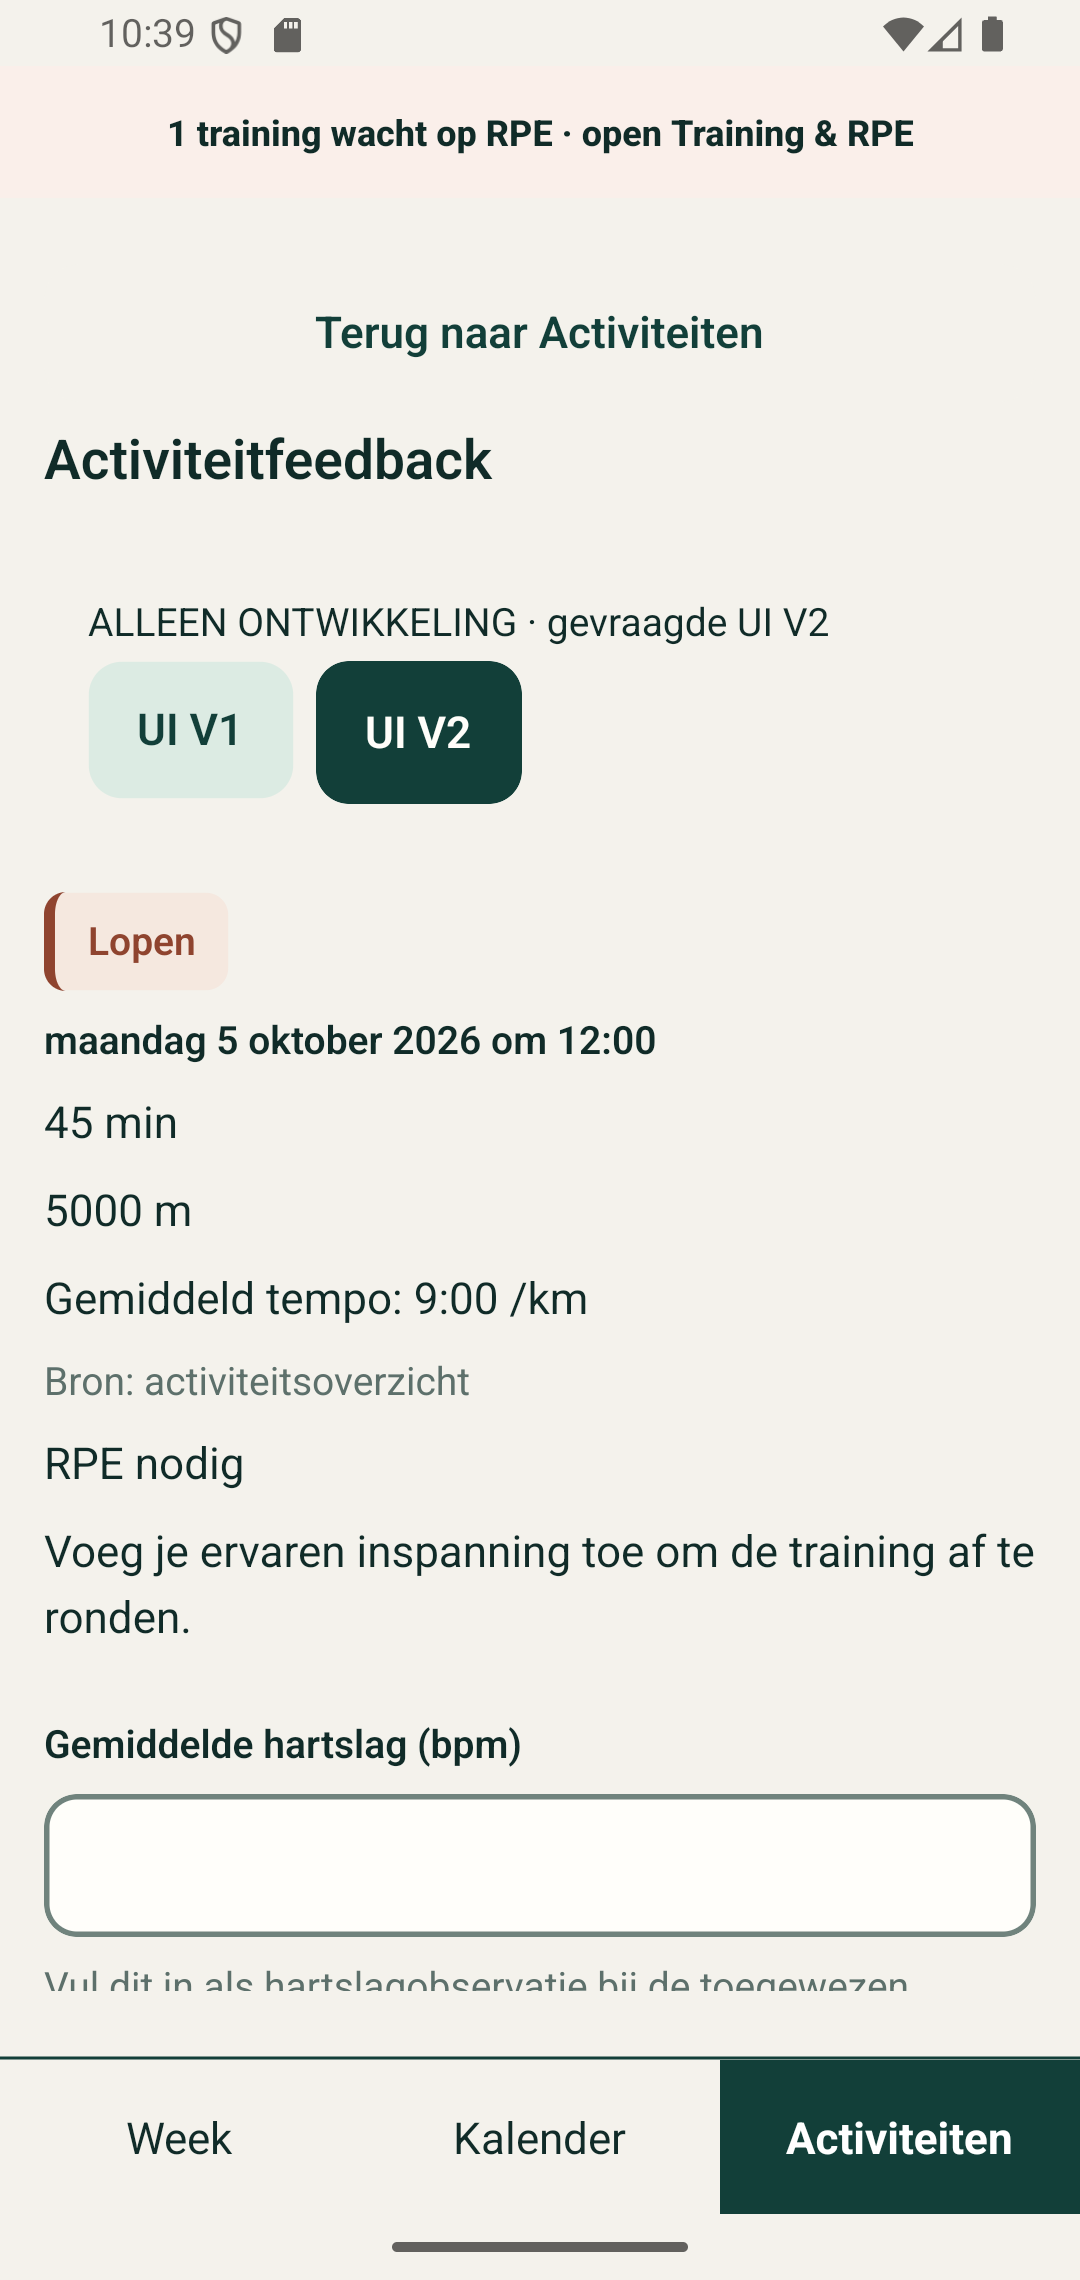 10:39
1 training wacht op RPE · open Training & RPE
Terug naar Activiteiten
Activiteitfeedback
ALLEEN ONTWIKKELING · gevraagde UI V2
UI V1
UI V2
Lopen
maandag 5 oktober 2026 om 12:00
45 min
5000 m
Gemiddeld tempo: 9:00 /km
Bron: activiteitsoverzicht
RPE nodig
Voeg je ervaren inspanning toe om de training af te
ronden.
Gemiddelde hartslag (bpm)
Vul dit in als hartslagobservatie bij de toegewezen
Week
Kalender
Activiteiten